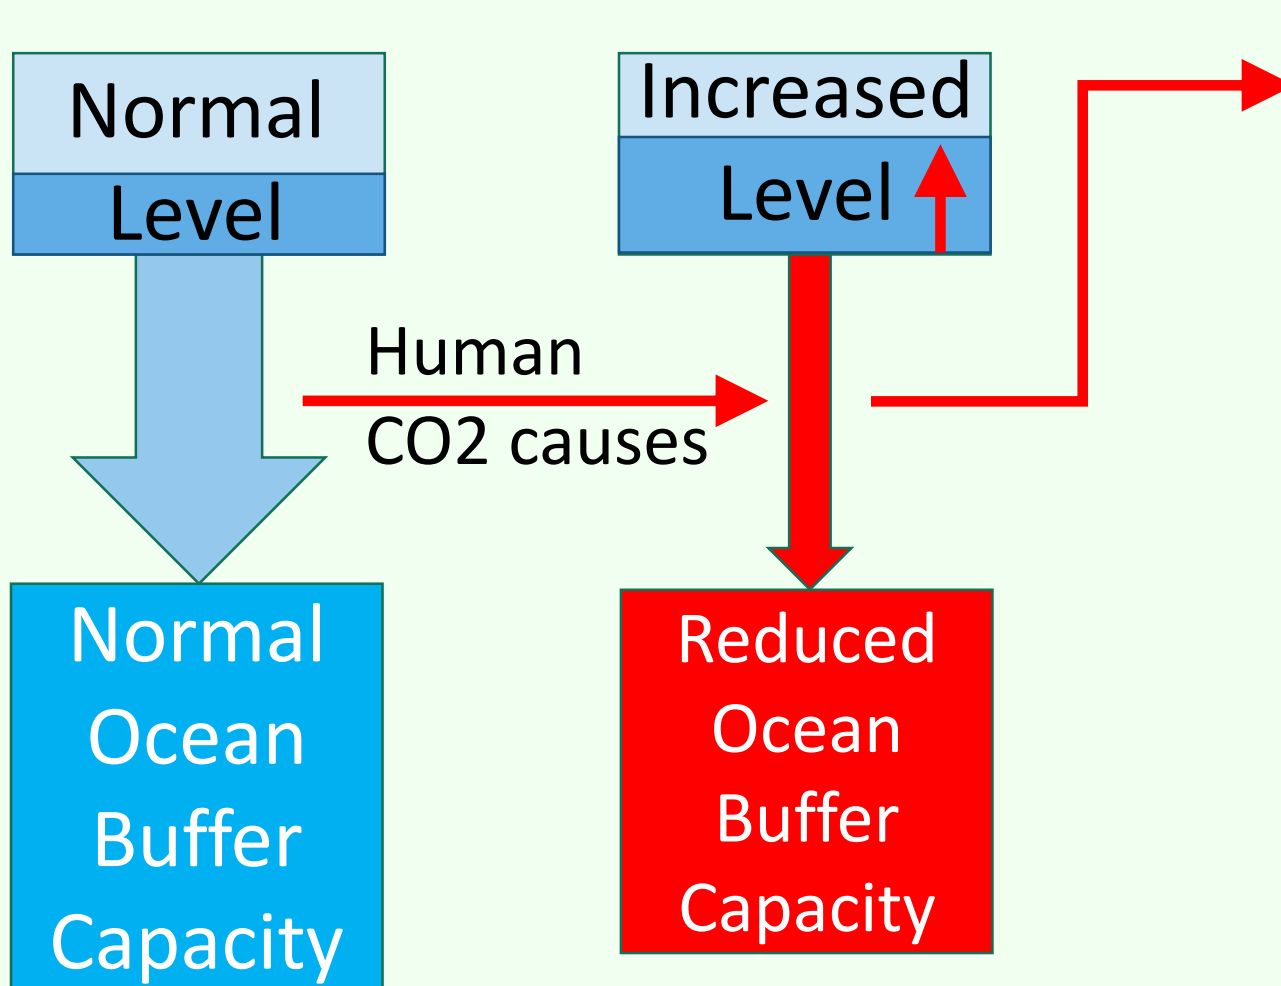 Normal
Level
Increased
Level
Human
CO2 causes
Normal
Ocean
Buffer
Capacity
Reduced
Ocean
Buffer
Capacity